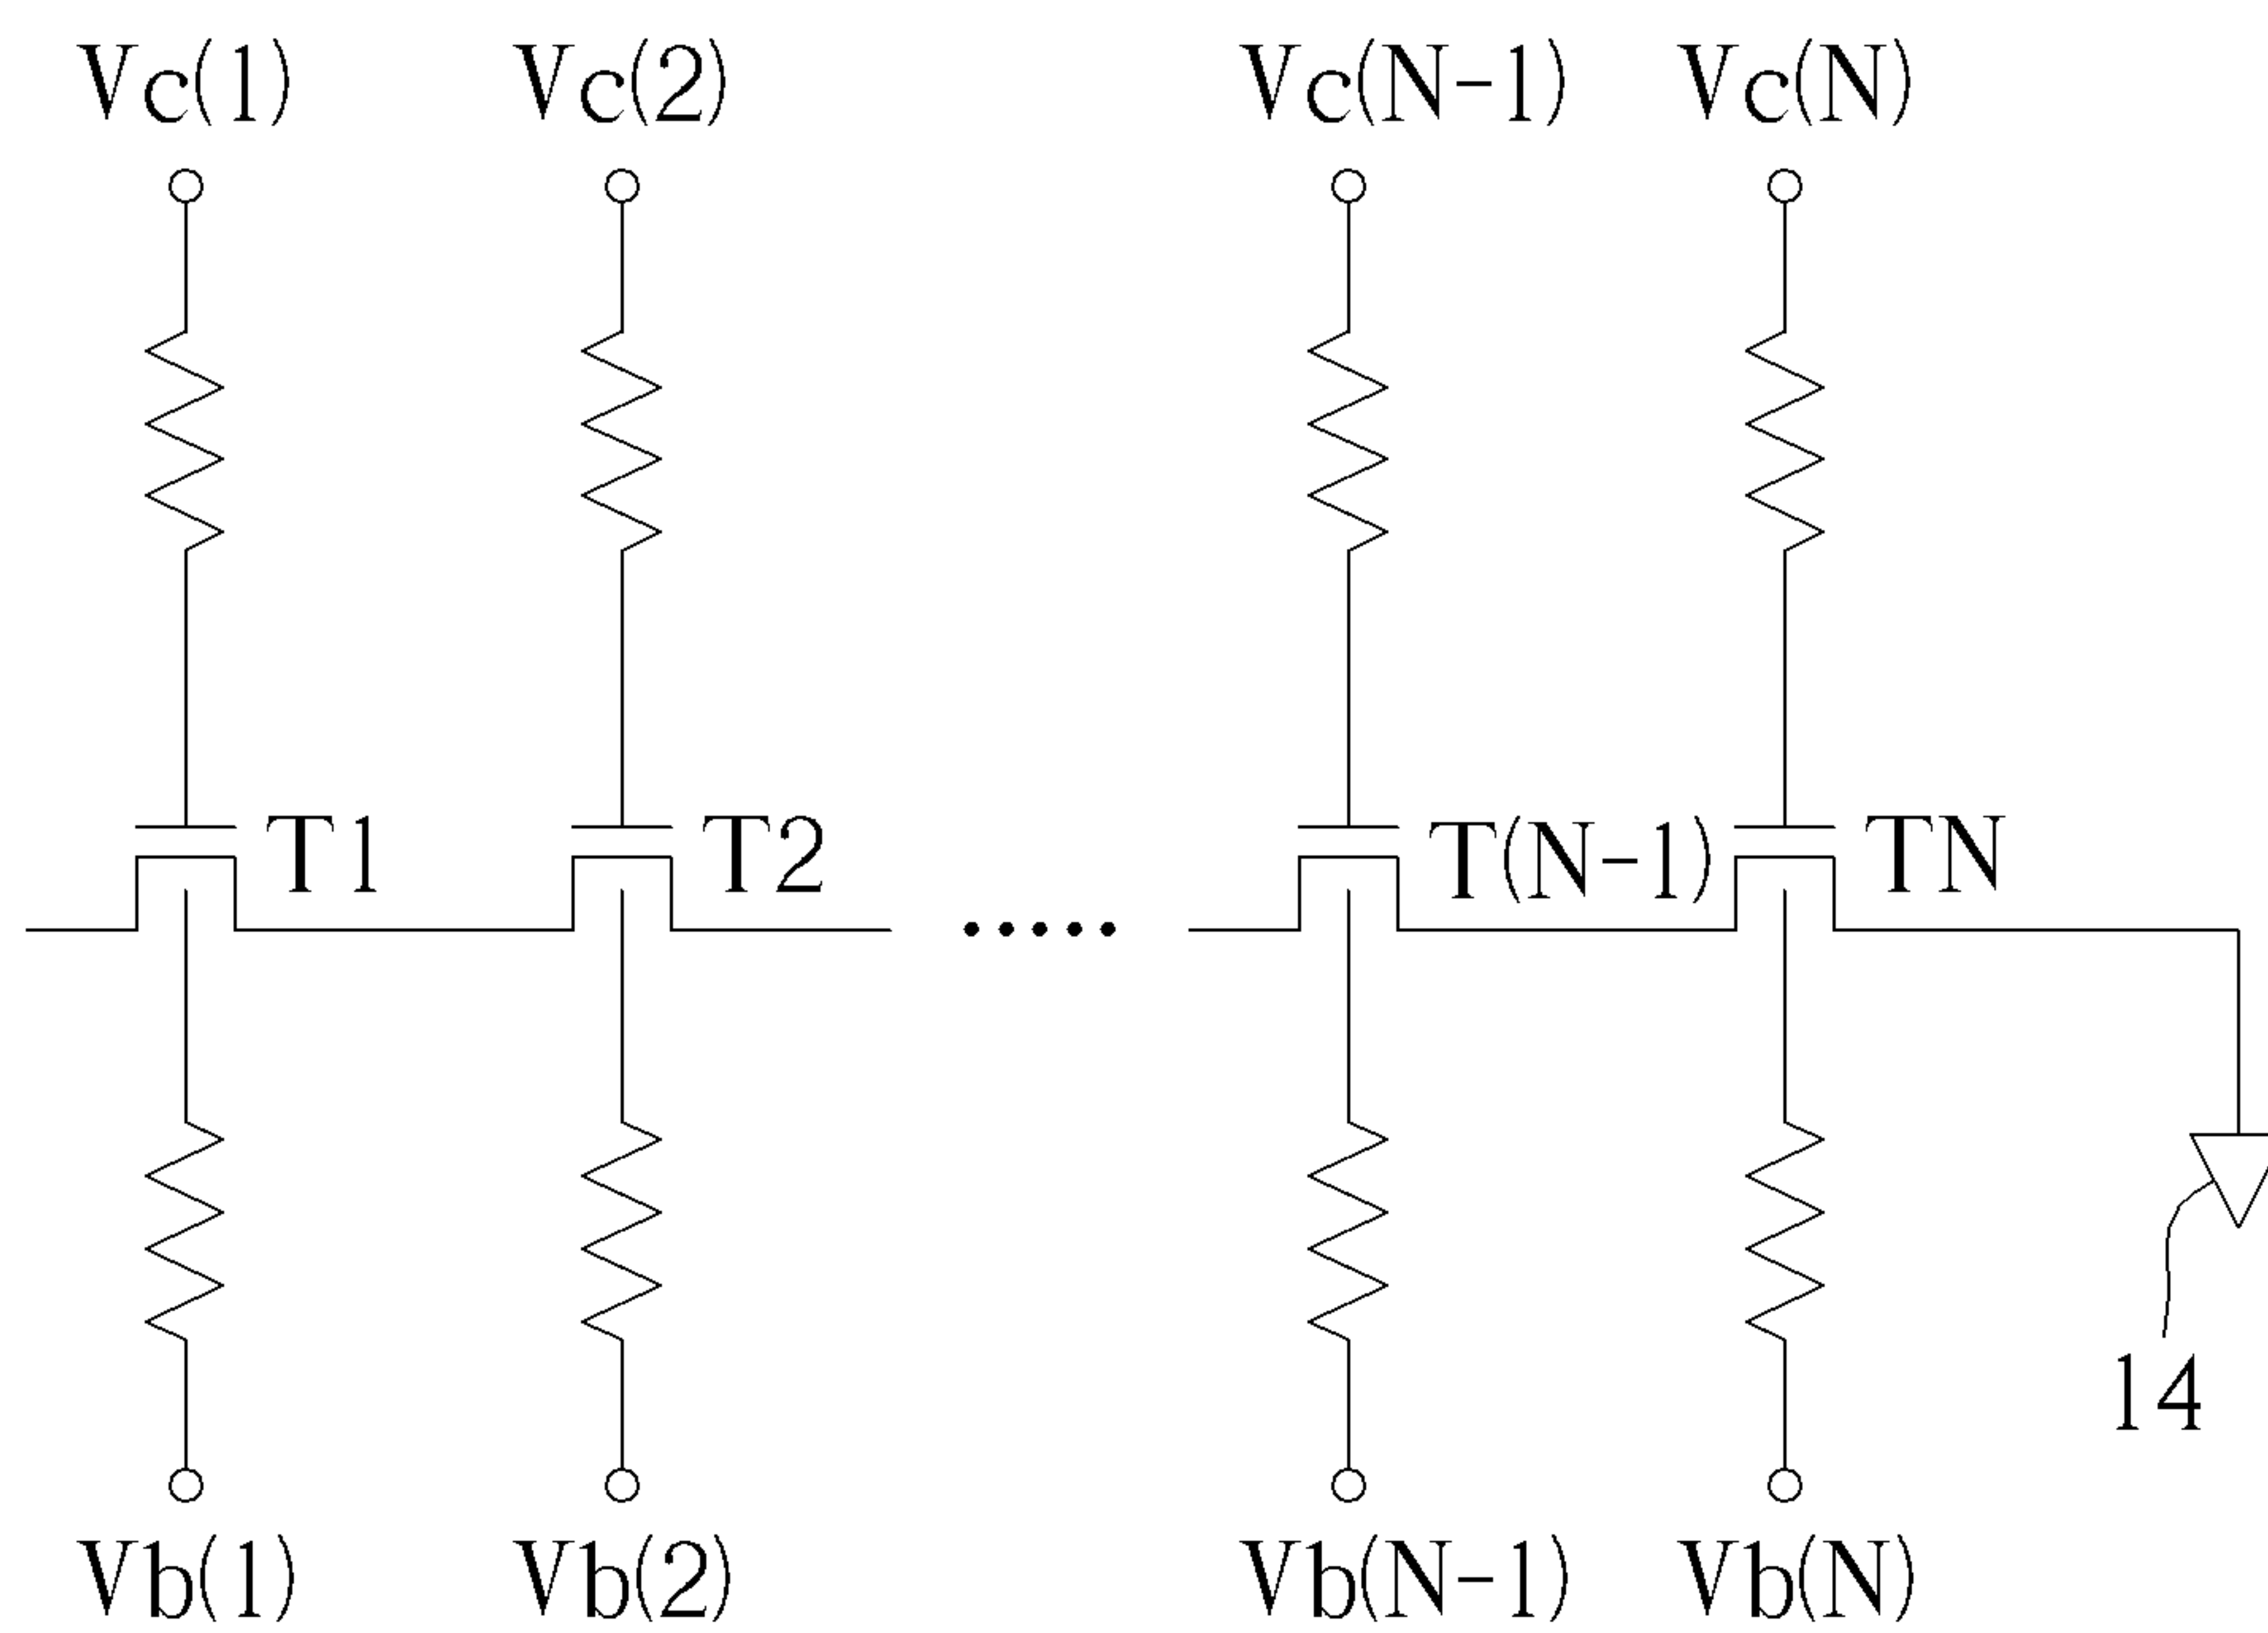 Vc(1) Vc(2) Vc(N-1) Vc(N)
T1 T2 T(N-1) TN
14
Vb(1) Vb(2) Vb(N-1) Vb(N)